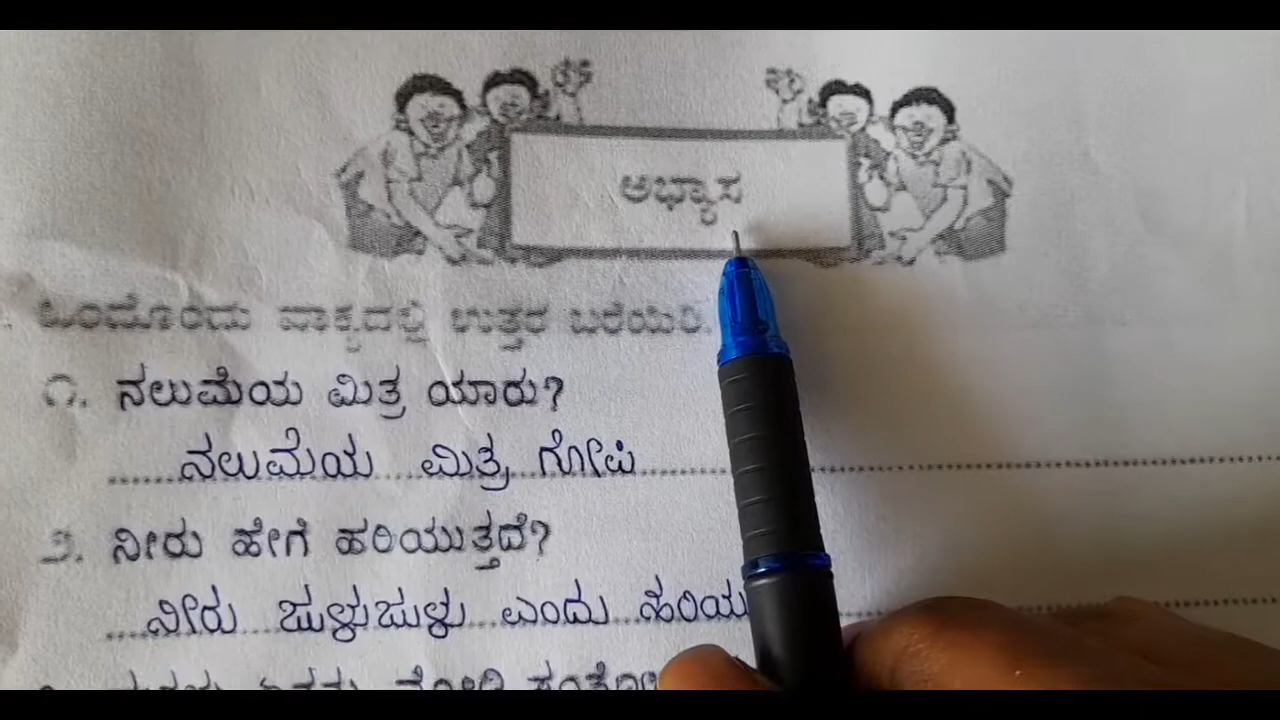 ಅಭ್ಯಾಸ
ಒಂದೊಂದು ವಾಕ್ಯದಲ್ಲಿ ಉತ್ತರ ಬರೆಯಿರಿ.
೧. ನಲುಮೆಯ ಮಿತ್ರ ಯಾರು?
ನಲುಮೆಯ ಮಿತ್ರ ಗೋಪಿ
೨. ನೀರು ಹೇಗೆ ಹರಿಯುತ್ತದೆ?
ನೀರು ಜುಳುಜುಳು ಎಂದು ಹರಿಯು